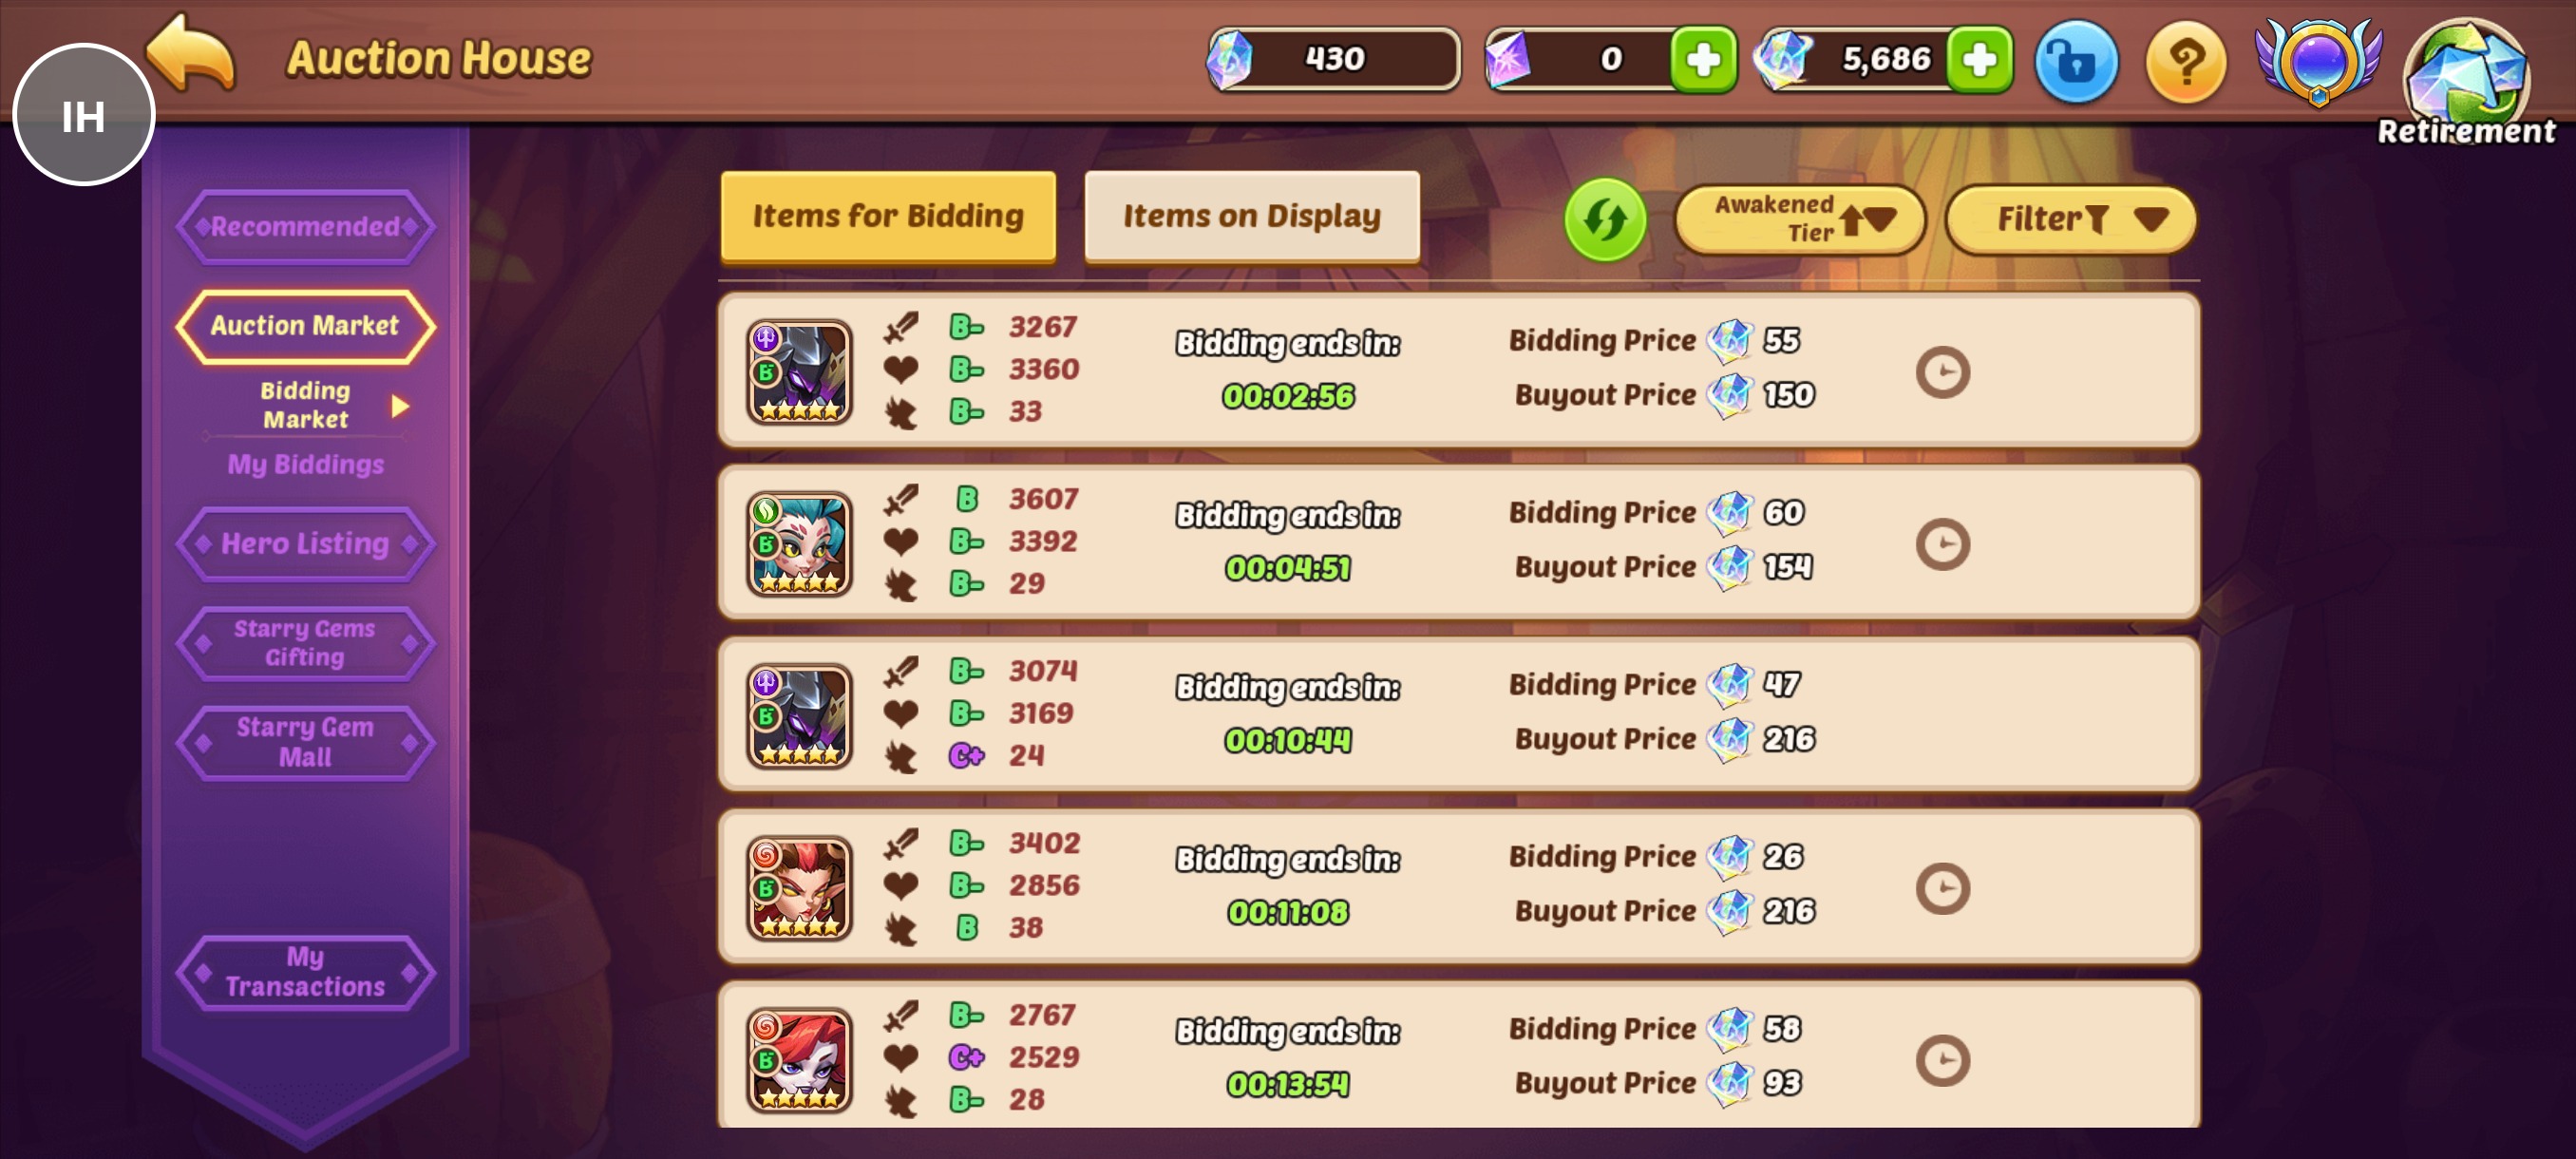 IH
Auction House
430
0
5,686
Retirement
Recommended
Auction Market
Bidding
Market
My Biddings
Hero Listing
Starry Gems
Gifting
Starry Gem
Mall
My
Transactions
Items for Bidding
Items on Display
Awakened
Tier
Filter
B
B- 3267
B- 3360
B- 33
Bidding ends in:
00:02:56
Bidding Price 55
Buyout Price 150
B
B 3607
B- 3392
B- 29
Bidding ends in:
00:04:51
Bidding Price 60
Buyout Price 154
B
B- 3074
B- 3169
C+ 24
Bidding ends in:
00:10:44
Bidding Price 47
Buyout Price 216
B
B- 3402
B- 2856
B 38
Bidding ends in:
00:11:08
Bidding Price 26
Buyout Price 216
B
B- 2767
C+ 2529
B- 28
Bidding ends in:
00:13:54
Bidding Price 58
Buyout Price 93